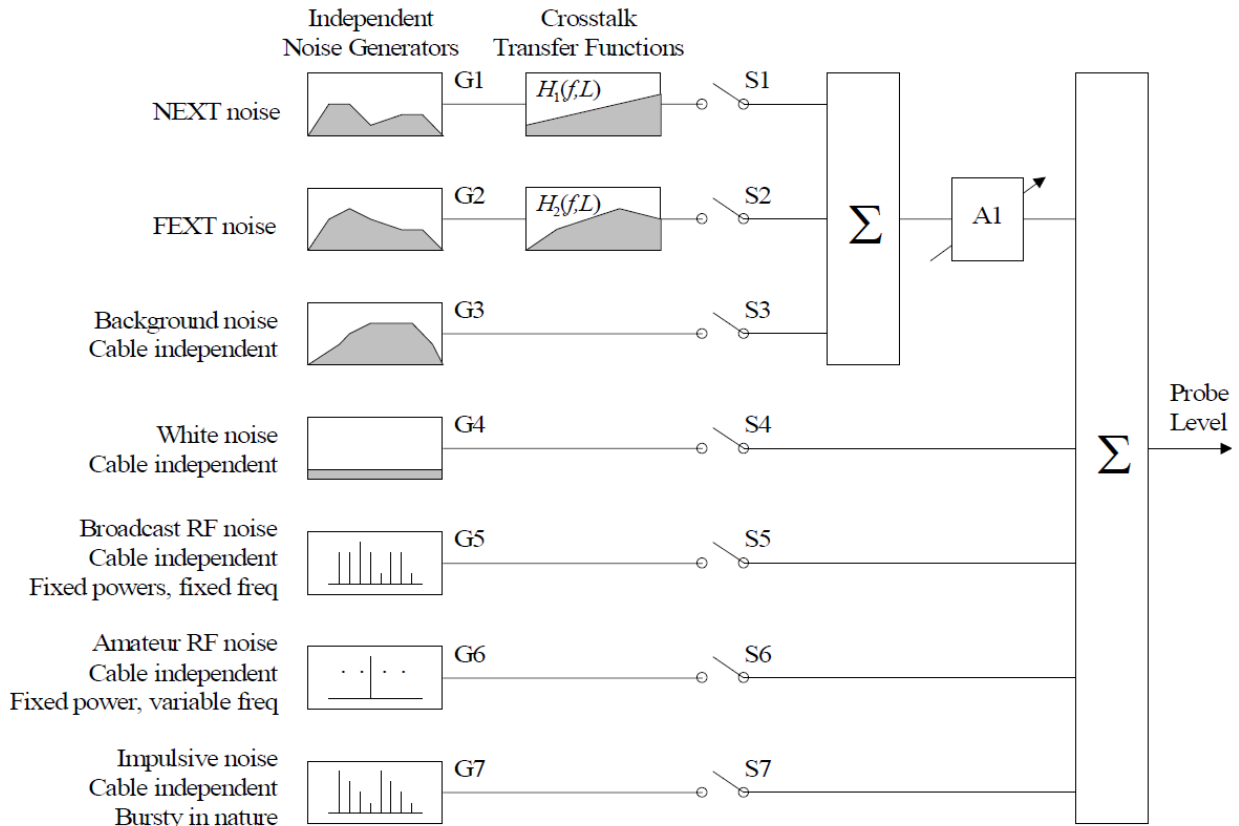 Independent
Noise Generators
Crosstalk
Transfer Functions
NEXT noise
G1
H₁(f,L)
S1
FEXT noise
G2
H₂(f,L)
S2
Σ
A1
Background noise
Cable independent
G3
S3
White noise
Cable independent
G4
S4
Σ
Probe
Level
Broadcast RF noise
Cable independent
Fixed powers, fixed freq
G5
S5
Amateur RF noise
Cable independent
Fixed power, variable freq
G6
S6
Impulsive noise
Cable independent
Bursty in nature
G7
S7